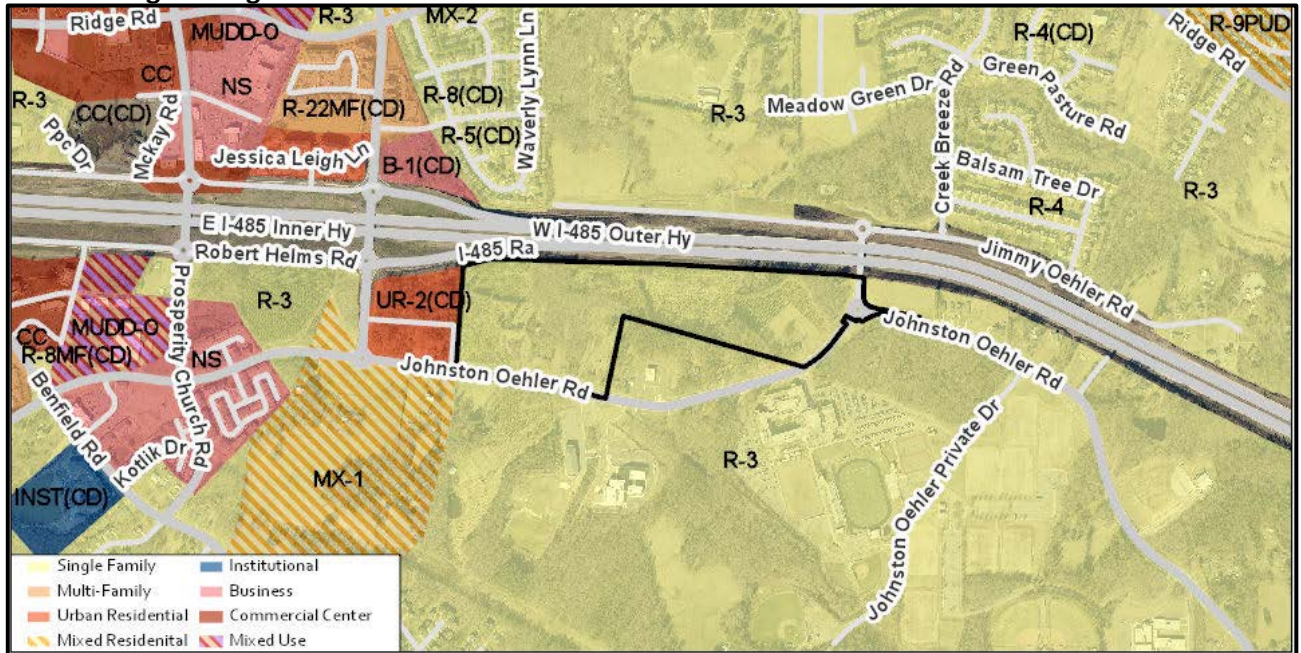 Ridge Rd
MUDD-O
R-3
MX-2
R-4(CD)
R-9PUD
Ridge Rd
CC
NS
R-3
CC(CD)
Mckay Rd
Ppc Dr
R-22MF(CD)
R-8(CD)
R-5(CD)
Waverly Lynn Ln
Jessica Leigh Ln
B-1(CD)
R-3
Meadow Green Dr
Creek Breeze Rd
Green Pasture Rd
Balsam Tree Dr
R-4
R-3
E I-485 Inner Hy
W I-485 Outer Hy
I-485 Ra
Robert Helms Rd
Jimmy Oehler Rd
R-3
UR-2(CD)
MUDD-O
CC
R-8MF(CD)
NS
Prosperity Church Rd
Benfield Rd
Kotlik Dr
INST(CD)
MX-1
Johnston Oehler Rd
Johnston Oehler Rd
R-3
Johnston Oehler Private Dr
Single Family
Institutional
Multi-Family
Business
Urban Residential
Commercial Center
Mixed Residenital
Mixed Use